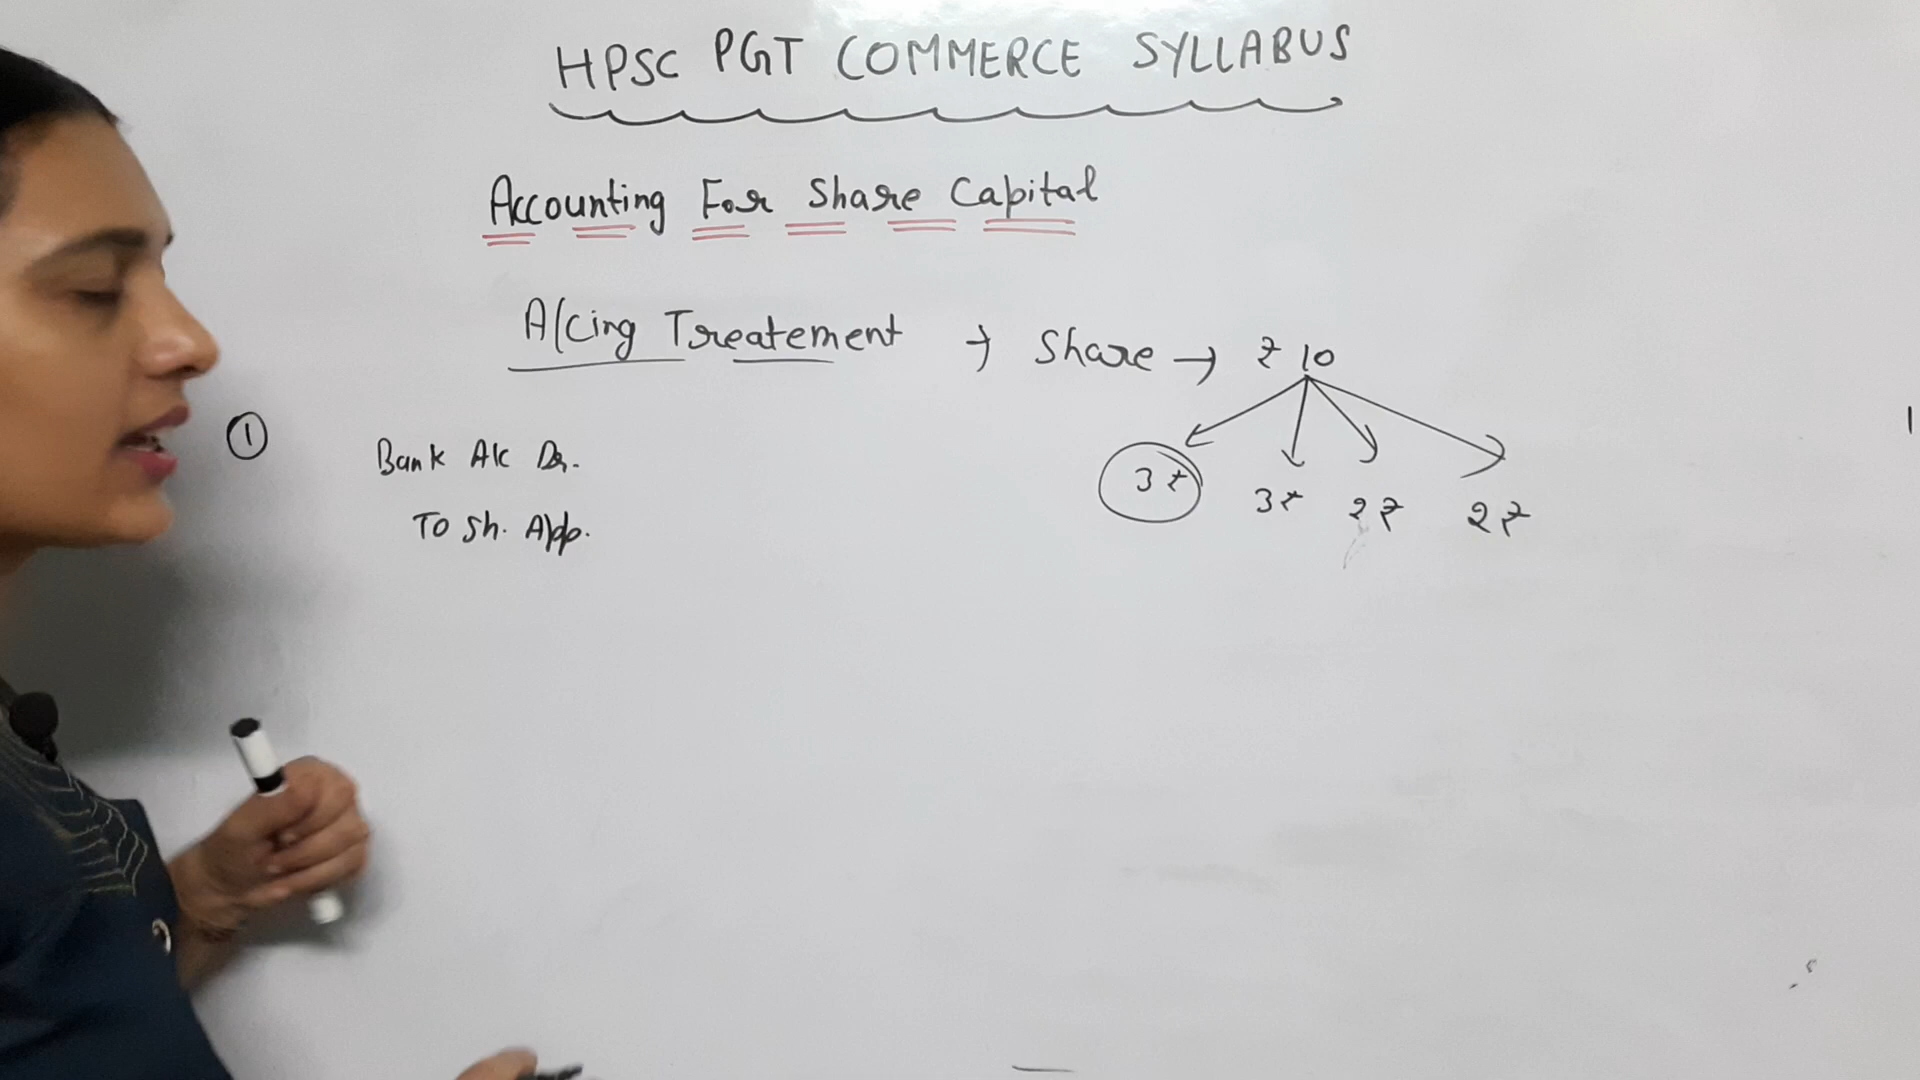 HPSC PGT COMMERCE SYLLABUS
Accounting For Share Capital
A/cing Treatement → Share → ₹ 10
① Bank A/c Dr. 3₹ 3₹ 2₹ 2₹
To Sh. App.